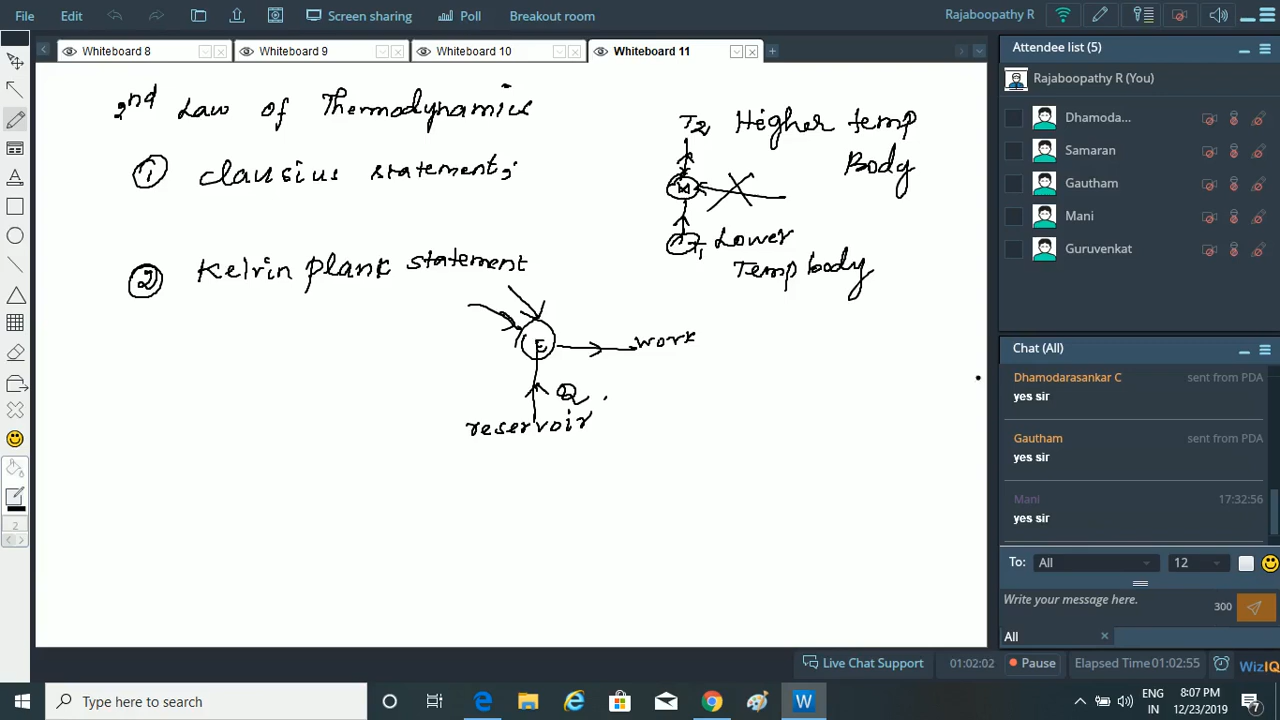 File
Edit
Screen sharing
Poll
Breakout room
Rajaboopathy R
Whiteboard 8
Whiteboard 9
Whiteboard 10
Whiteboard 11
Attendee list (5)
Rajaboopathy R (You)
Dhamoda...
Samaran
Gautham
Mani
Guruvenkat
2nd Law of Thermodynamics
① Clausius statement;
T2 Higher temp
Body
T1 Lower
Temp body
② Kelvin plank statement
E
work
Q
reservoir
Chat (All)
Dhamodarasankar C sent from PDA
yes sir
Gautham sent from PDA
yes sir
Mani 17:32:56
yes sir
To: All 12
Write your message here. 300
All
2
Live Chat Support 01:02:02 Pause Elapsed Time 01:02:55 WizIQ
Type here to search
W
ENG 8:07 PM
IN 12/23/2019